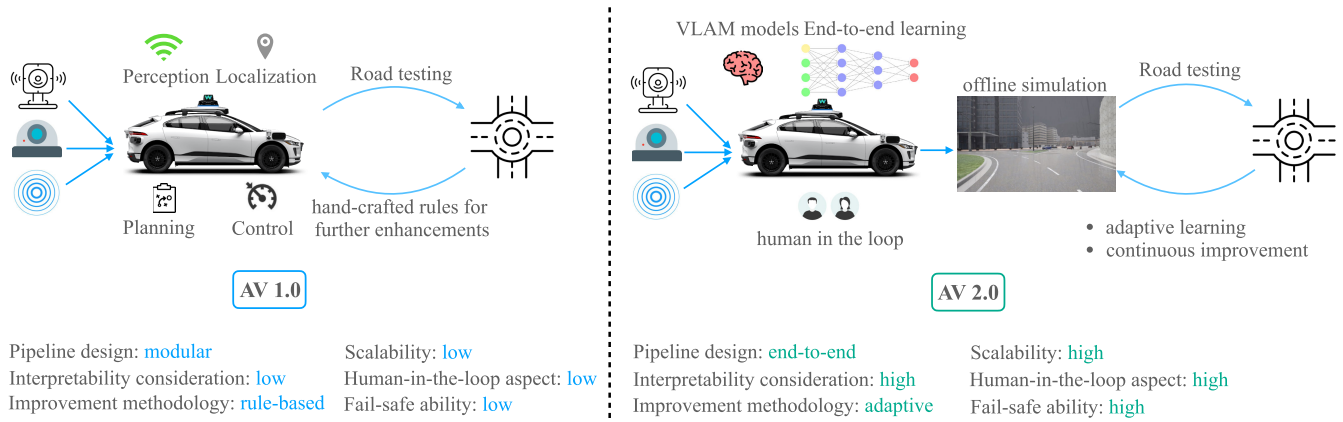 Perception Localization
Road testing
Planning
Control
hand-crafted rules for
further enhancements
AV 1.0
Pipeline design: modular
Interpretability consideration: low
Improvement methodology: rule-based
Scalability: low
Human-in-the-loop aspect: low
Fail-safe ability: low
VLAM models End-to-end learning
offline simulation
Road testing
human in the loop
• adaptive learning
• continuous improvement
AV 2.0
Pipeline design: end-to-end
Interpretability consideration: high
Improvement methodology: adaptive
Scalability: high
Human-in-the-loop aspect: high
Fail-safe ability: high